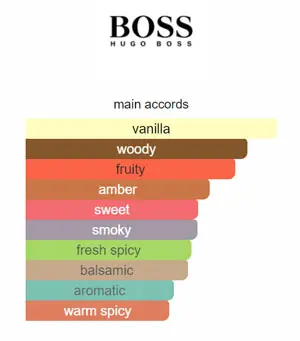 BOSS
HUGO BOSS
main accords
vanilla
woody
fruity
amber
sweet
smoky
fresh spicy
balsamic
aromatic
warm spicy